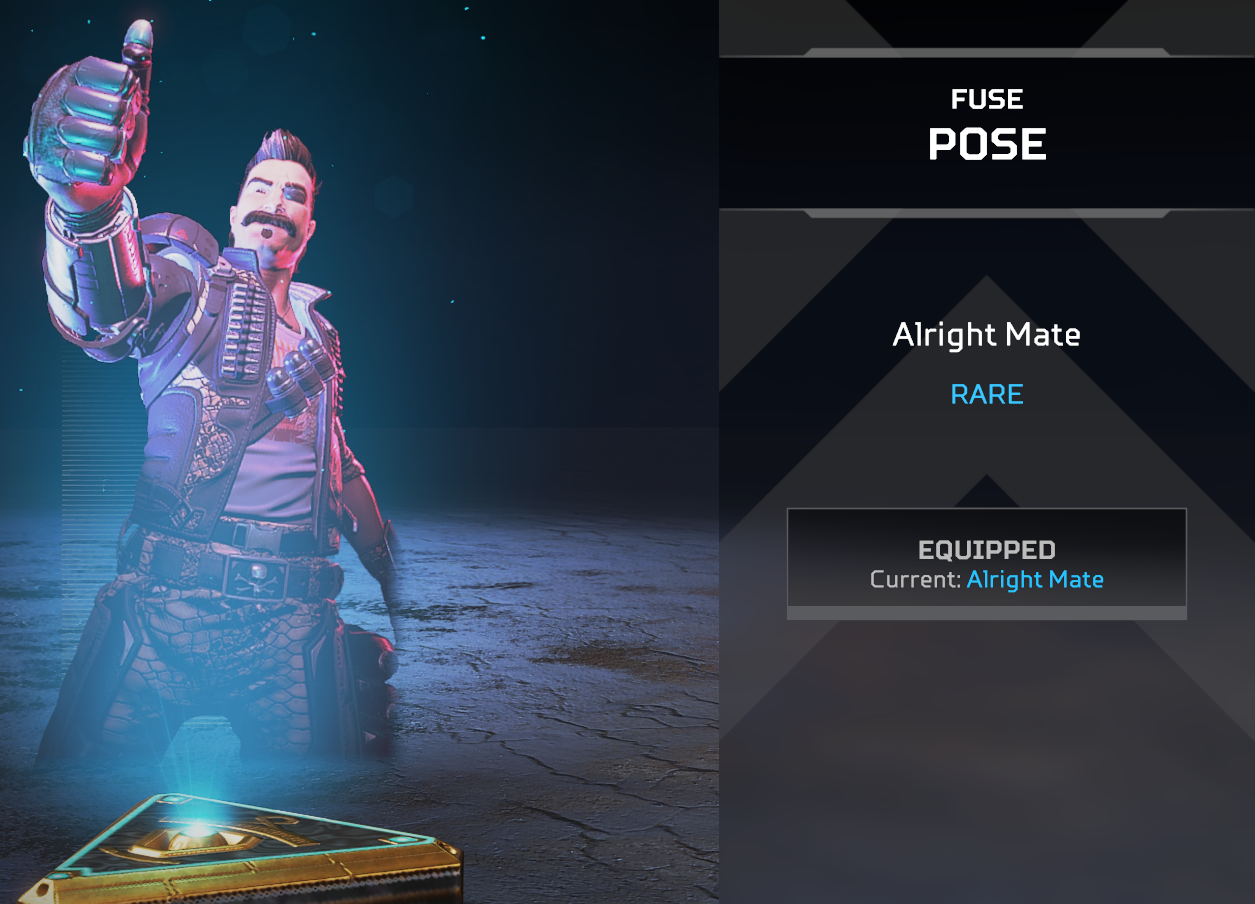 FUSE
POSE
Alright Mate
RARE
EQUIPPED
Current: Alright Mate